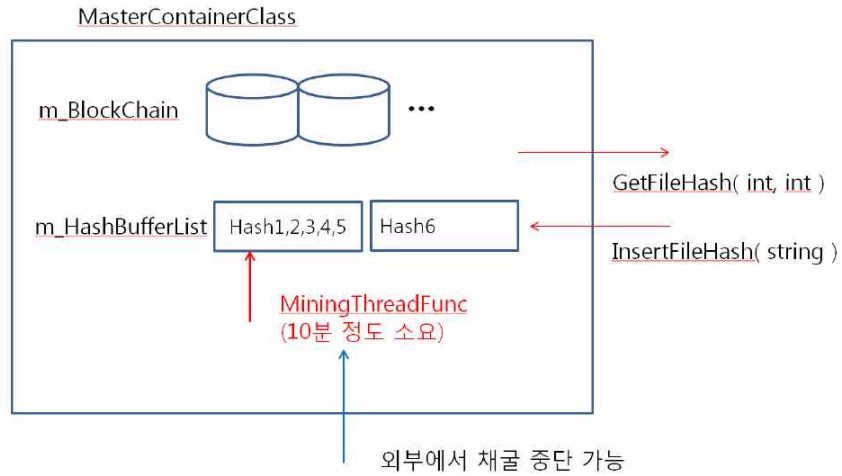 MasterContainerClass
m_BlockChain
...
GetFileHash( int, int )
m_HashBufferList
Hash1,2,3,4,5
Hash6
InsertFileHash( string )
MiningThreadFunc
(10분 정도 소요)
외부에서 채굴 중단 가능